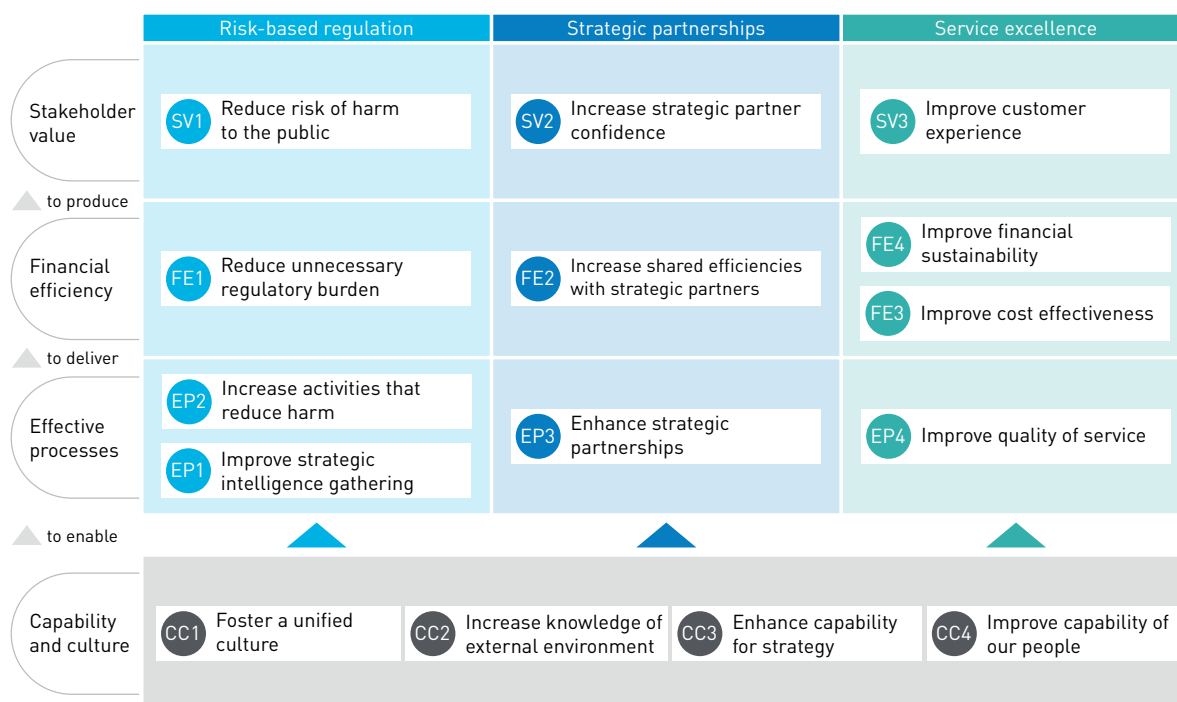 Risk-based regulation
Strategic partnerships
Service excellence
Stakeholder
value
SV1
Reduce risk of harm
to the public
SV2
Increase strategic partner
confidence
SV3
Improve customer
experience
to produce
Financial
efficiency
FE1
Reduce unnecessary
regulatory burden
FE2
Increase shared efficiencies
with strategic partners
FE4
Improve financial
sustainability
FE3
Improve cost effectiveness
to deliver
Effective
processes
EP2
Increase activities that
reduce harm
EP1
Improve strategic
intelligence gathering
EP3
Enhance strategic
partnerships
EP4
Improve quality of service
to enable
Capability
and culture
CC1
Foster a unified
culture
CC2
Increase knowledge of
external environment
CC3
Enhance capability
for strategy
CC4
Improve capability of
our people